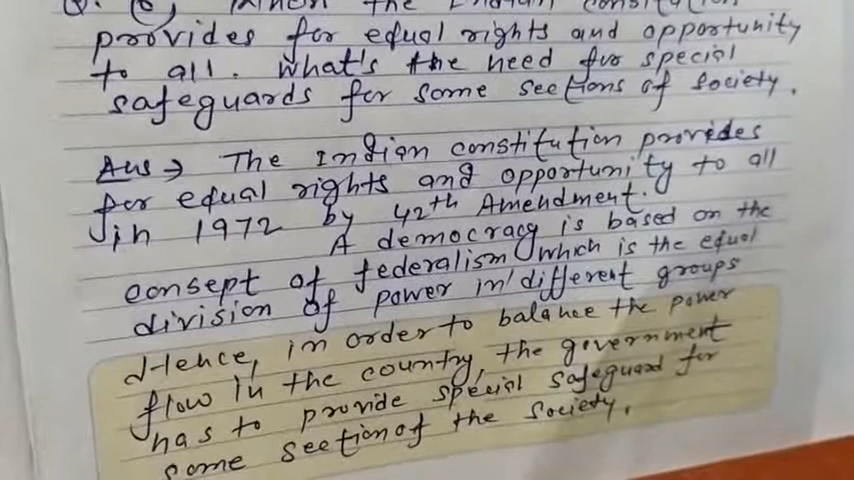 the Indian constitution
provides for equal rights and opportunity
to all. What's the need for special
safeguards for some sections of society.
Ans → The Indian constitution provides
for equal rights and opportunity to all
in 1972 by 42th Amendment.
A democracy is based on the
consept of federalism which is the equal
division of power in different groups
Hence, in order to balance the power
flow in the country, the government
has to provide special safeguard for
some section of the society.